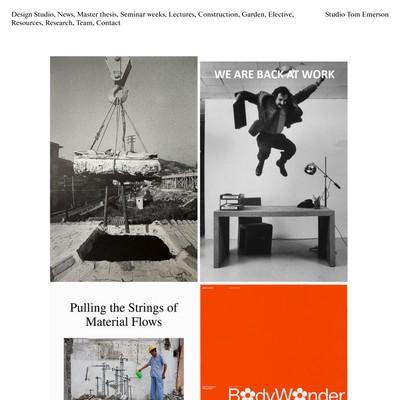 Design Studio, News, Master thesis, Seminar weeks, Lectures, Construction, Garden, Elective,
Resources, Research, Team, Contact
Studio Tom Emerson
WE ARE BACK AT WORK
Pulling the Strings of
Material Flows
BodyWonder